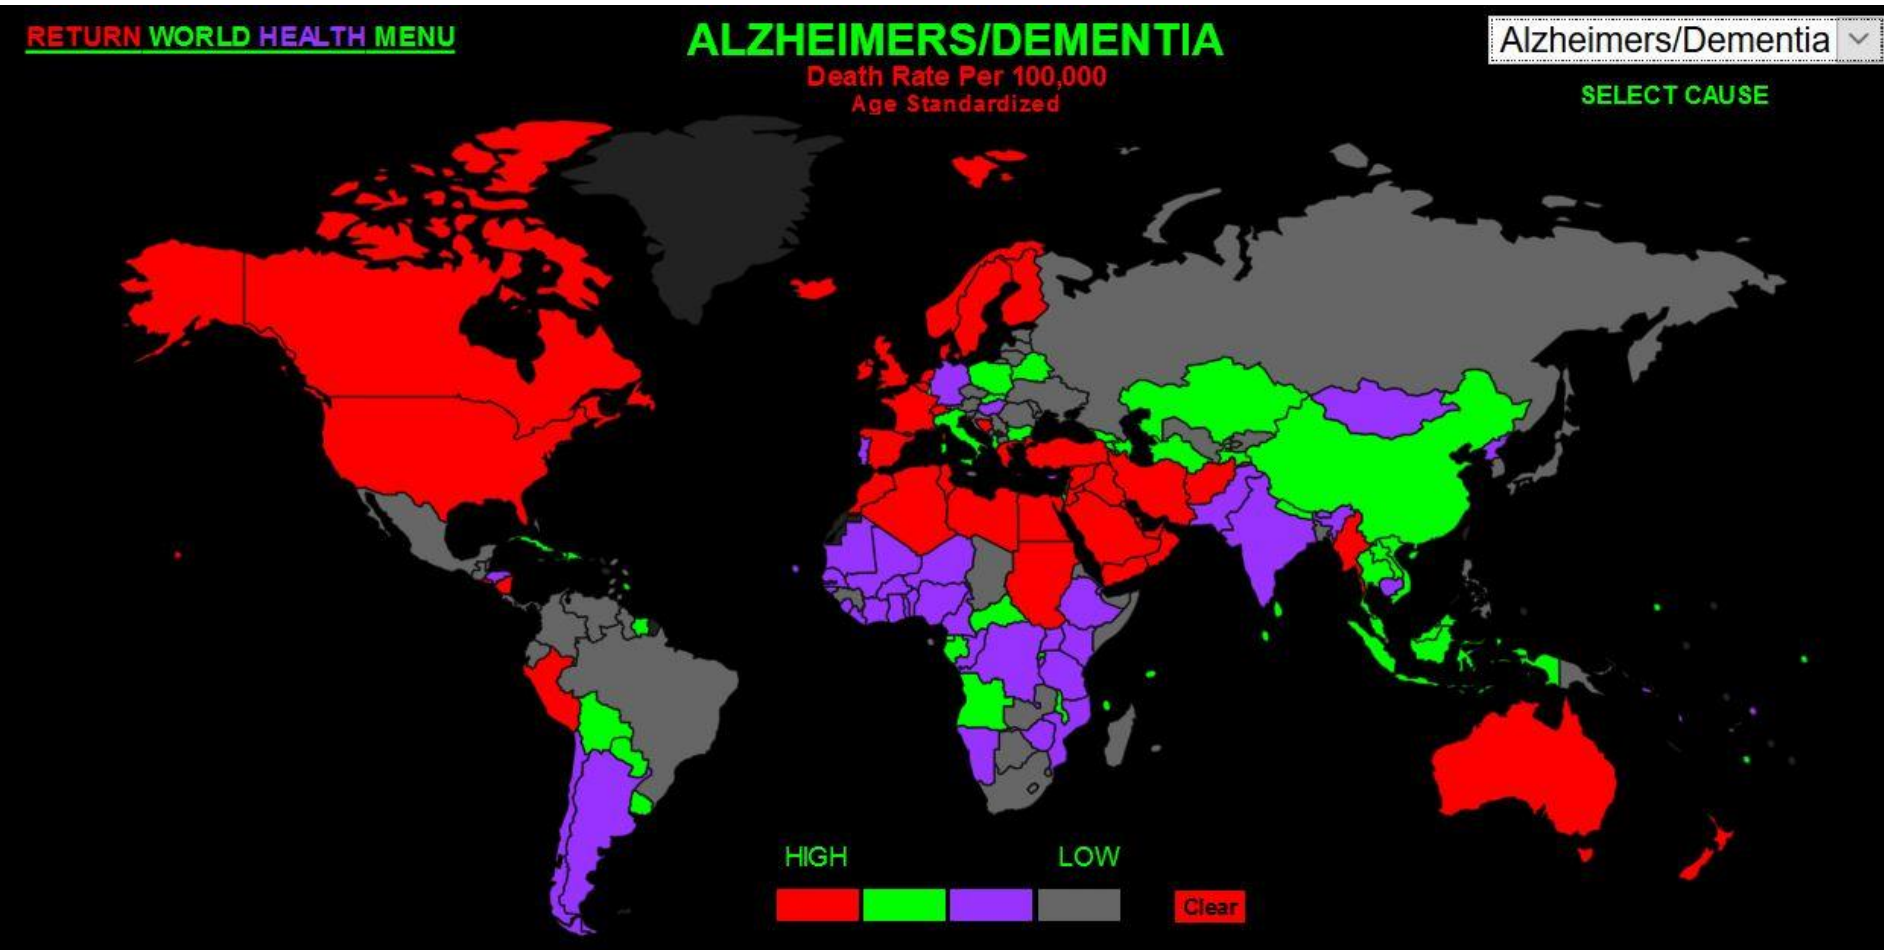 RETURN WORLD HEALTH MENU
ALZHEIMERS/DEMENTIA
Death Rate Per 100,000
Age Standardized
Alzheimers/Dementia
SELECT CAUSE
HIGH LOW
Clear